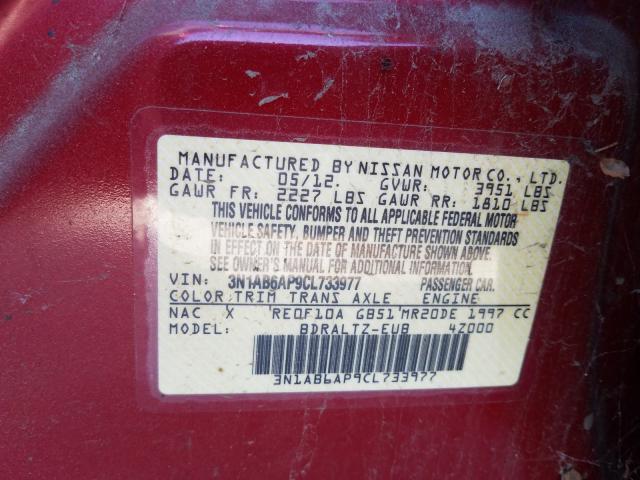 MANUFACTURED BY NISSAN MOTOR CO., LTD.
DATE: 05/12. GVWR: 3951 LBS
GAWR FR: 2227 LBS GAWR RR: 1810 LBS
THIS VEHICLE CONFORMS TO ALL APPLICABLE FEDERAL MOTOR
VEHICLE SAFETY, BUMPER AND THEFT PREVENTION STANDARDS
IN EFFECT ON THE DATE OF MANUFACTURE SHOWN ABOVE.
SEE OWNER'S MANUAL FOR ADDITIONAL INFORMATION.
VIN: 3N1AB6AP9CL733977 PASSENGER CAR.
COLOR TRIM TRANS AXLE ENGINE
NAC X RE0F10A GB51 MR20DE 1997 CC
MODEL: BDRALTZ-EUB 4Z000
3N1AB6AP9CL733977